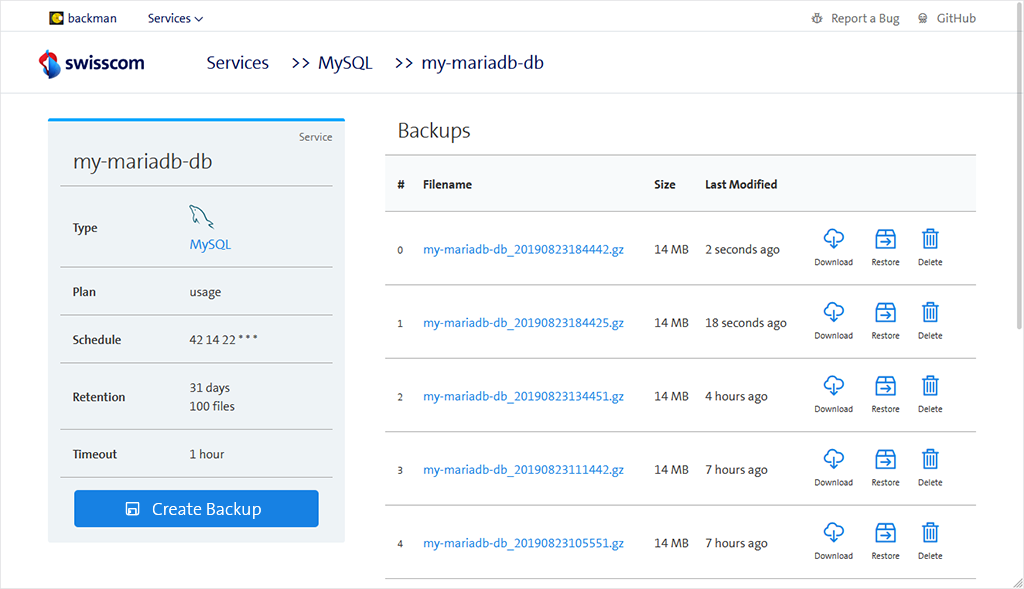 backman Services Report a Bug GitHub
swisscom Services >> MySQL >> my-mariadb-db
Service
my-mariadb-db
Type MySQL
Plan usage
Schedule 42 14 22 * * *
Retention 31 days
100 files
Timeout 1 hour
Create Backup
Backups
# Filename Size Last Modified
0 my-mariadb-db_20190823184442.gz 14 MB 2 seconds ago Download Restore Delete
1 my-mariadb-db_20190823184425.gz 14 MB 18 seconds ago Download Restore Delete
2 my-mariadb-db_20190823134451.gz 14 MB 4 hours ago Download Restore Delete
3 my-mariadb-db_20190823111442.gz 14 MB 7 hours ago Download Restore Delete
4 my-mariadb-db_20190823105551.gz 14 MB 7 hours ago Download Restore Delete